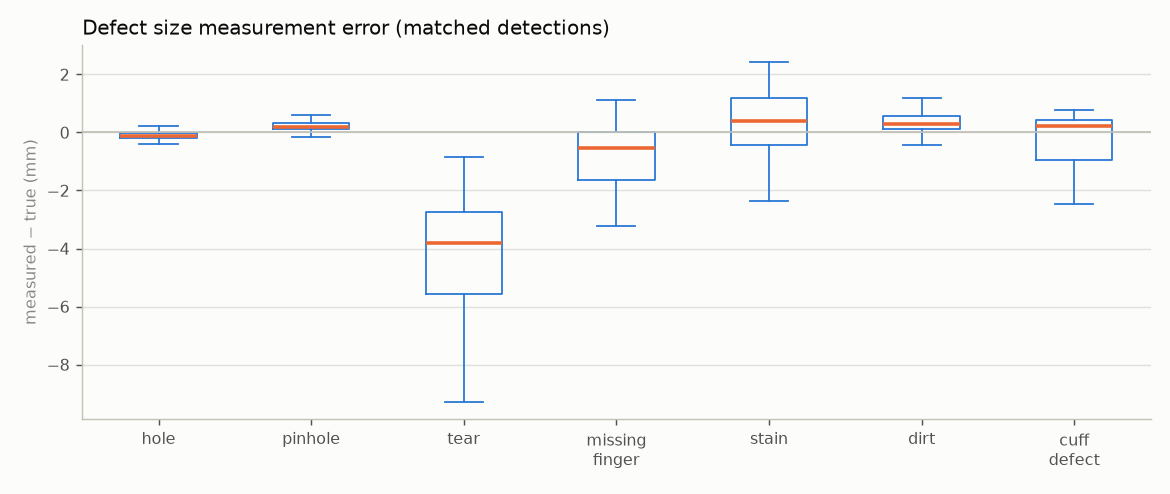 Defect size measurement error (matched detections)
measured − true (mm)
2
0
−2
−4
−6
−8
hole
pinhole
tear
missing
finger
stain
dirt
cuff
defect